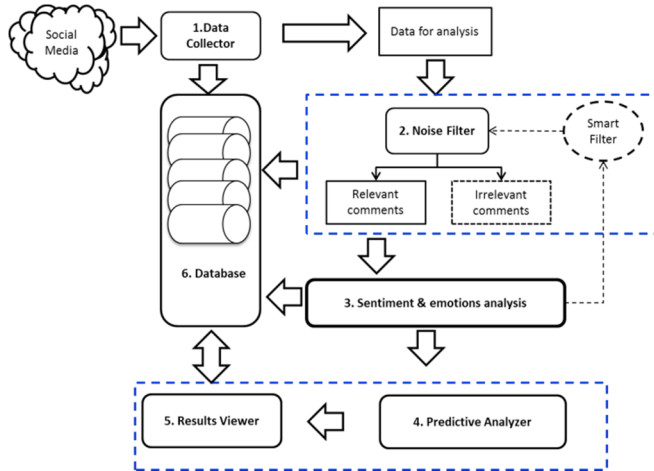 Social
Media
1.Data
Collector
Data for analysis
2. Noise Filter
Smart
Filter
Relevant
comments
Irrelevant
comments
6. Database
3. Sentiment & emotions analysis
5. Results Viewer
4. Predictive Analyzer